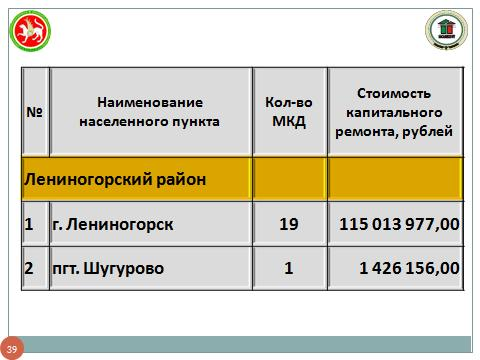 №
Наименование
населенного пункта
Кол-во
МКД
Стоимость
капитального
ремонта, рублей
Лениногорский район
1 г. Лениногорск 19 115 013 977,00
2 пгт. Шугурово 1 1 426 156,00
39